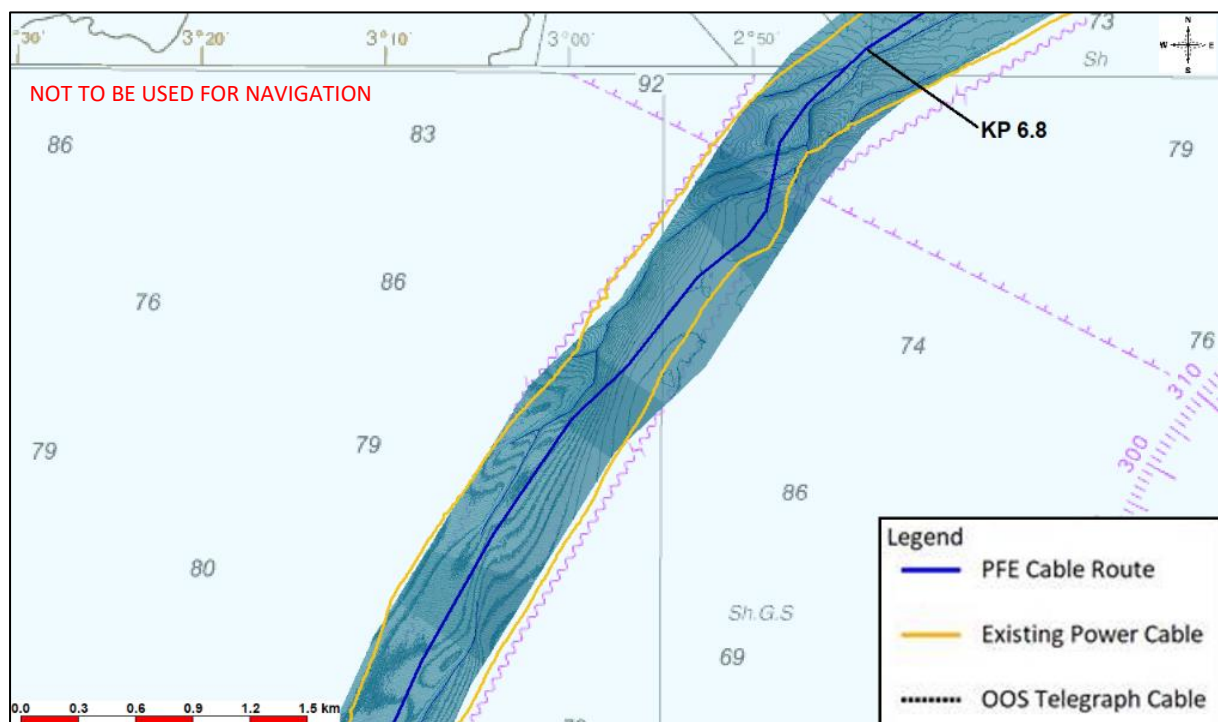 30'
3°20'
3°10'
3°00'
2°50'
73
N
W E
S
Sh
92
NOT TO BE USED FOR NAVIGATION
86
83
KP 6.8
79
86
76
74
76
310
79
79
300
86
80
Sh.G.S
69
Legend
PFE Cable Route
Existing Power Cable
OOS Telegraph Cable
0.0 0.3 0.6 0.9 1.2 1.5 km